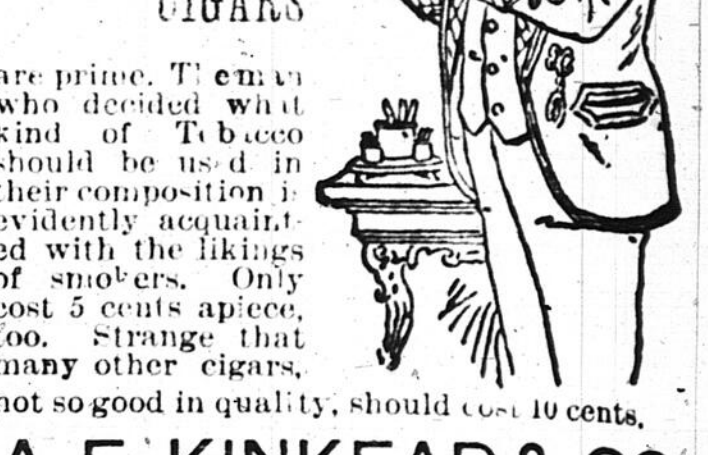 CIGARS
are prime. The man
who decided what
kind of Tobacco
should be used in
their composition is
evidently acquaint-
ed with the likings
of smokers. Only
cost 5 cents apiece,
too. Strange that
many other cigars,
not so good in quality, should cost 10 cents.
A. E. KINKEAD & CO